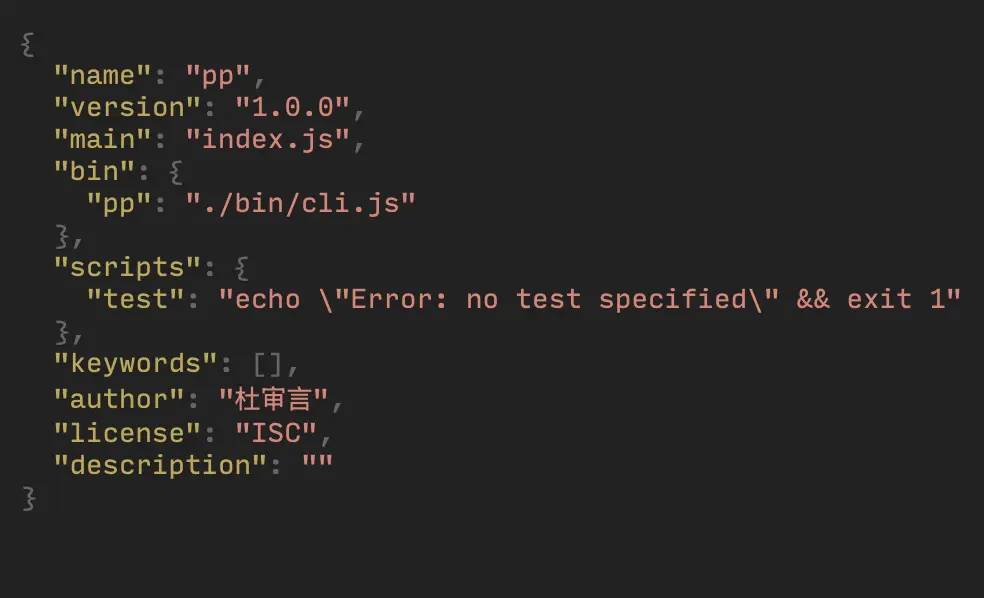 {
  "name": "pp",
  "version": "1.0.0",
  "main": "index.js",
  "bin": {
    "pp": "./bin/cli.js"
  },
  "scripts": {
    "test": "echo \"Error: no test specified\" && exit 1"
  },
  "keywords": [],
  "author": "杜审言",
  "license": "ISC",
  "description": ""
}